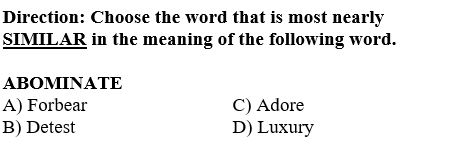 Direction: Choose the word that is most nearly
SIMILAR in the meaning of the following word.
ABOMINATE
A) Forbear C) Adore
B) Detest D) Luxury